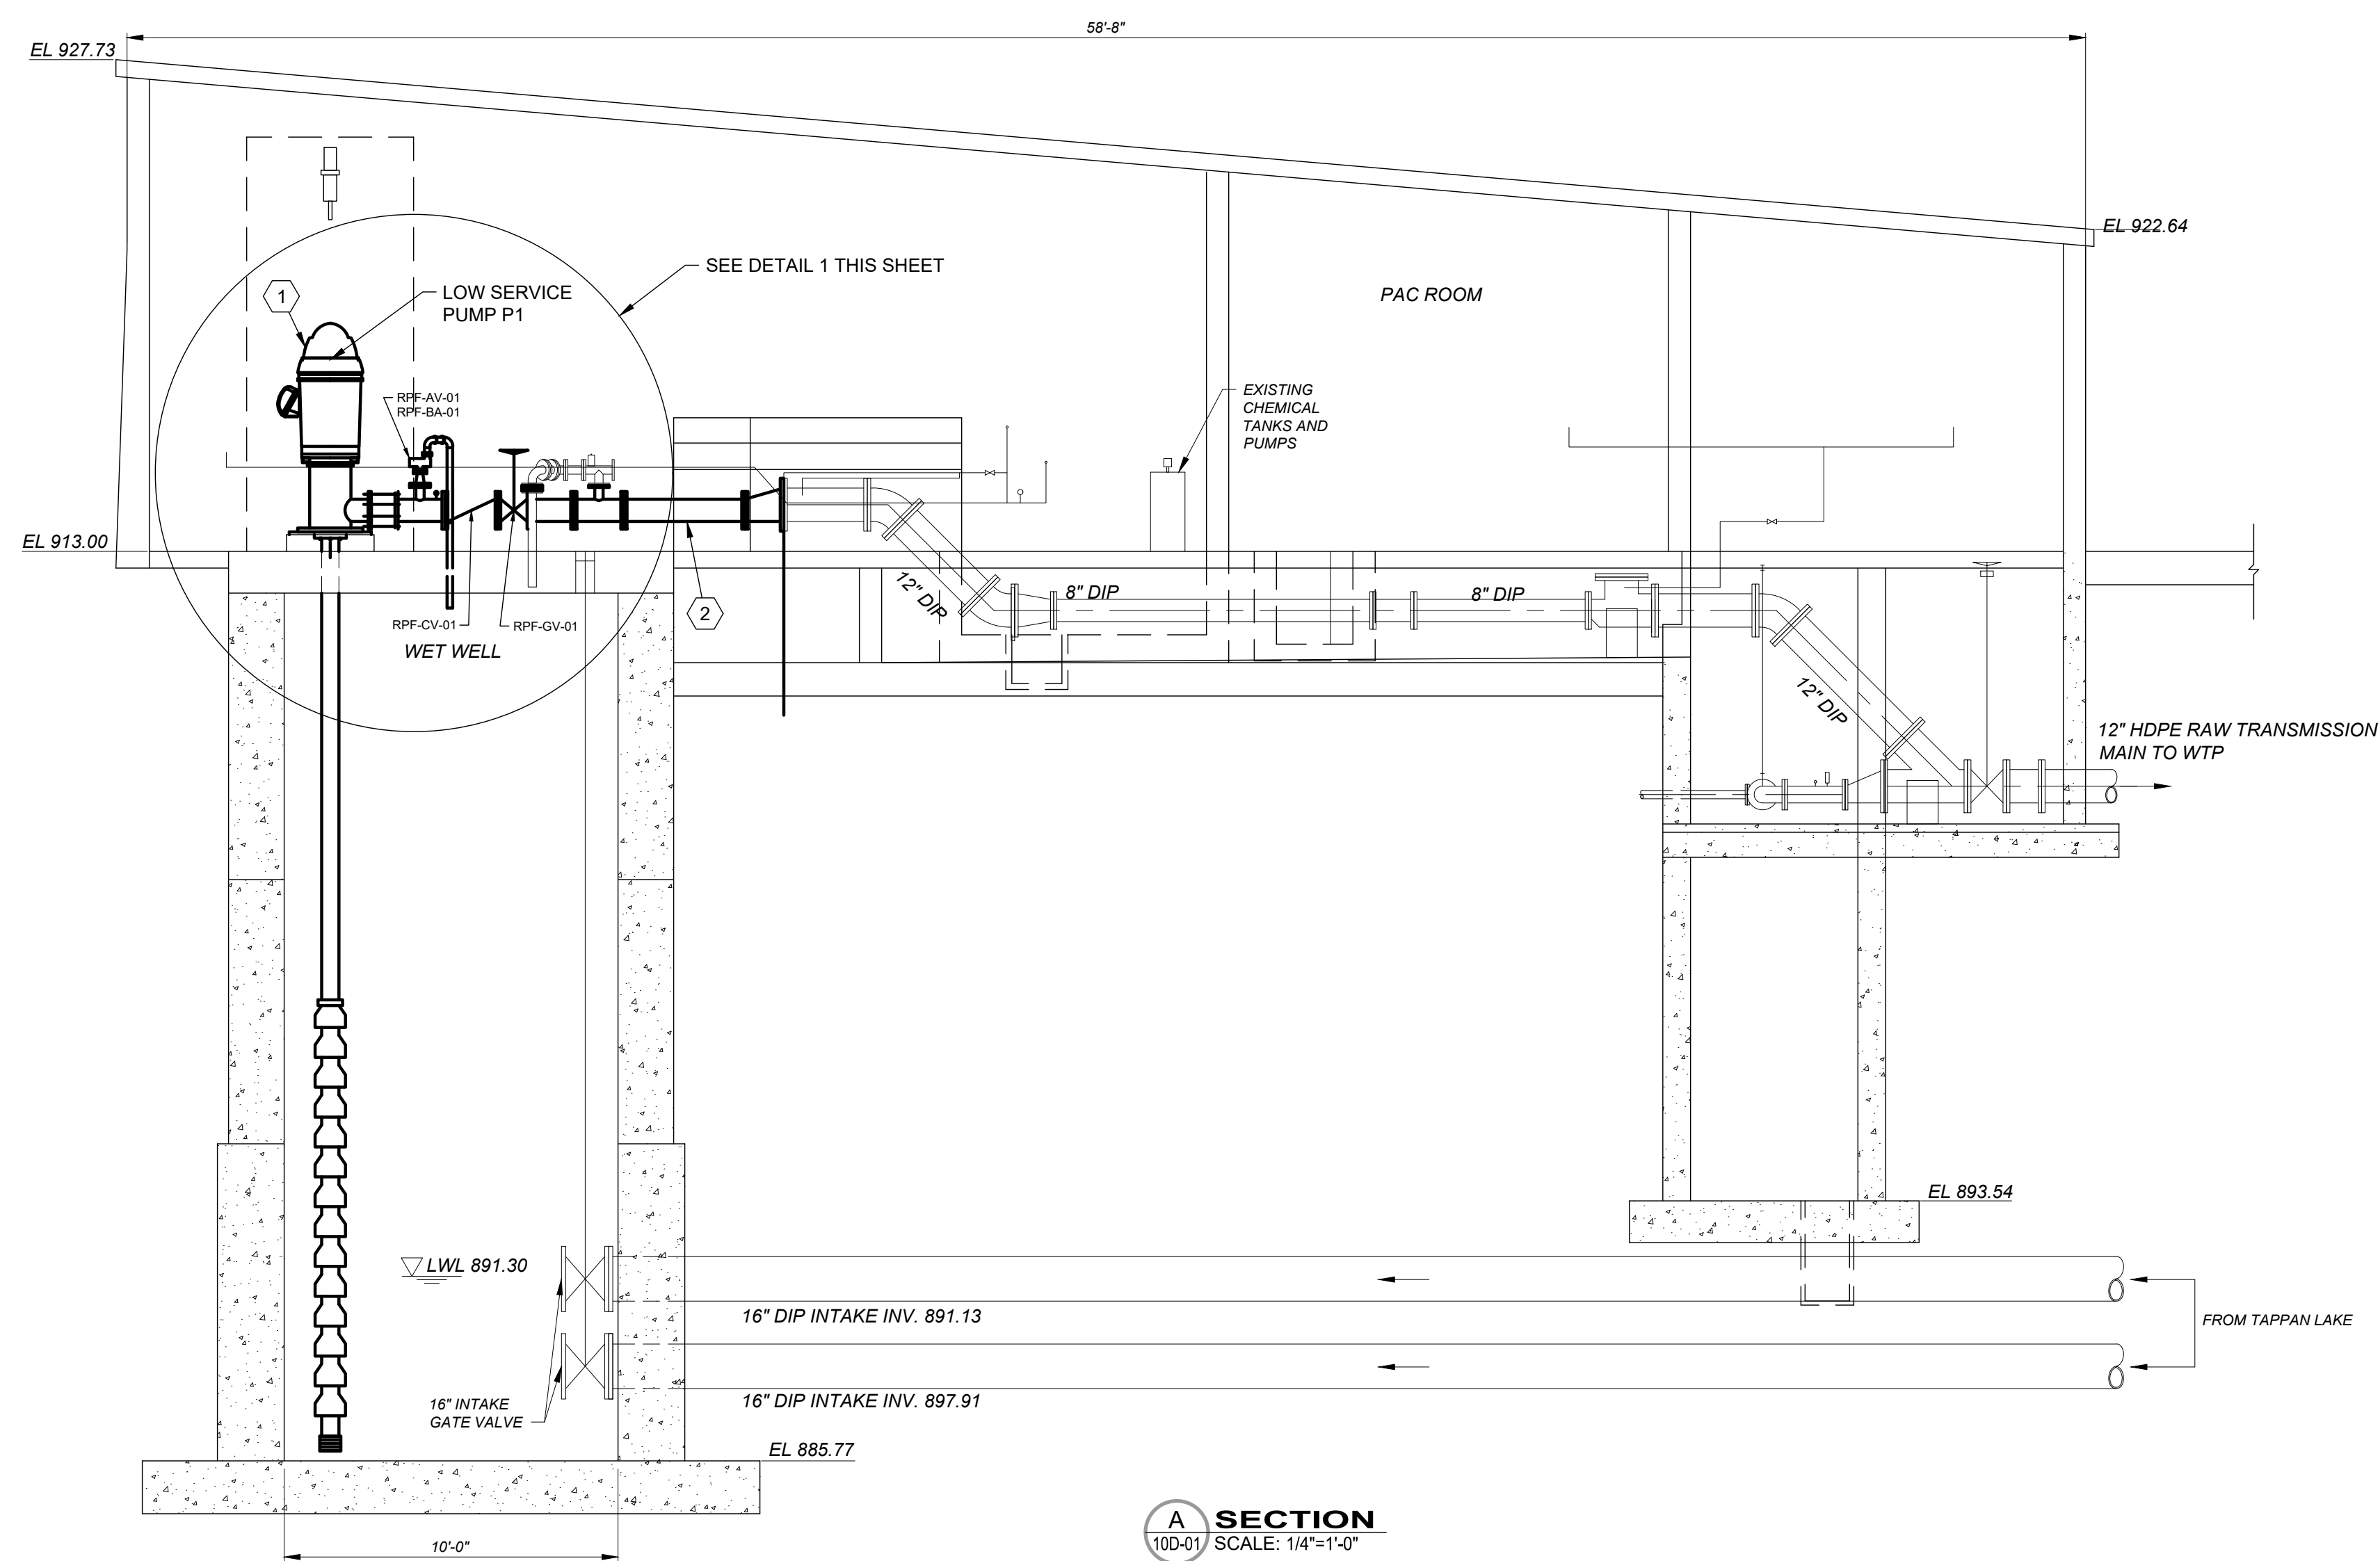 58'-8"
EL 927.73
EL 922.64
SEE DETAIL 1 THIS SHEET
1
LOW SERVICE
PUMP P1
PAC ROOM
RPF-AV-01
RPF-BA-01
EXISTING
CHEMICAL
TANKS AND
PUMPS
EL 913.00
12" DIP
8" DIP
8" DIP
2
RPF-CV-01
RPF-GV-01
WET WELL
12" DIP
12" HDPE RAW TRANSMISSION
MAIN TO WTP
EL 893.54
LWL 891.30
16" DIP INTAKE INV. 891.13
FROM TAPPAN LAKE
16" DIP INTAKE INV. 897.91
16" INTAKE
GATE VALVE
EL 885.77
10'-0"
A
10D-01
SECTION
SCALE: 1/4"=1'-0"